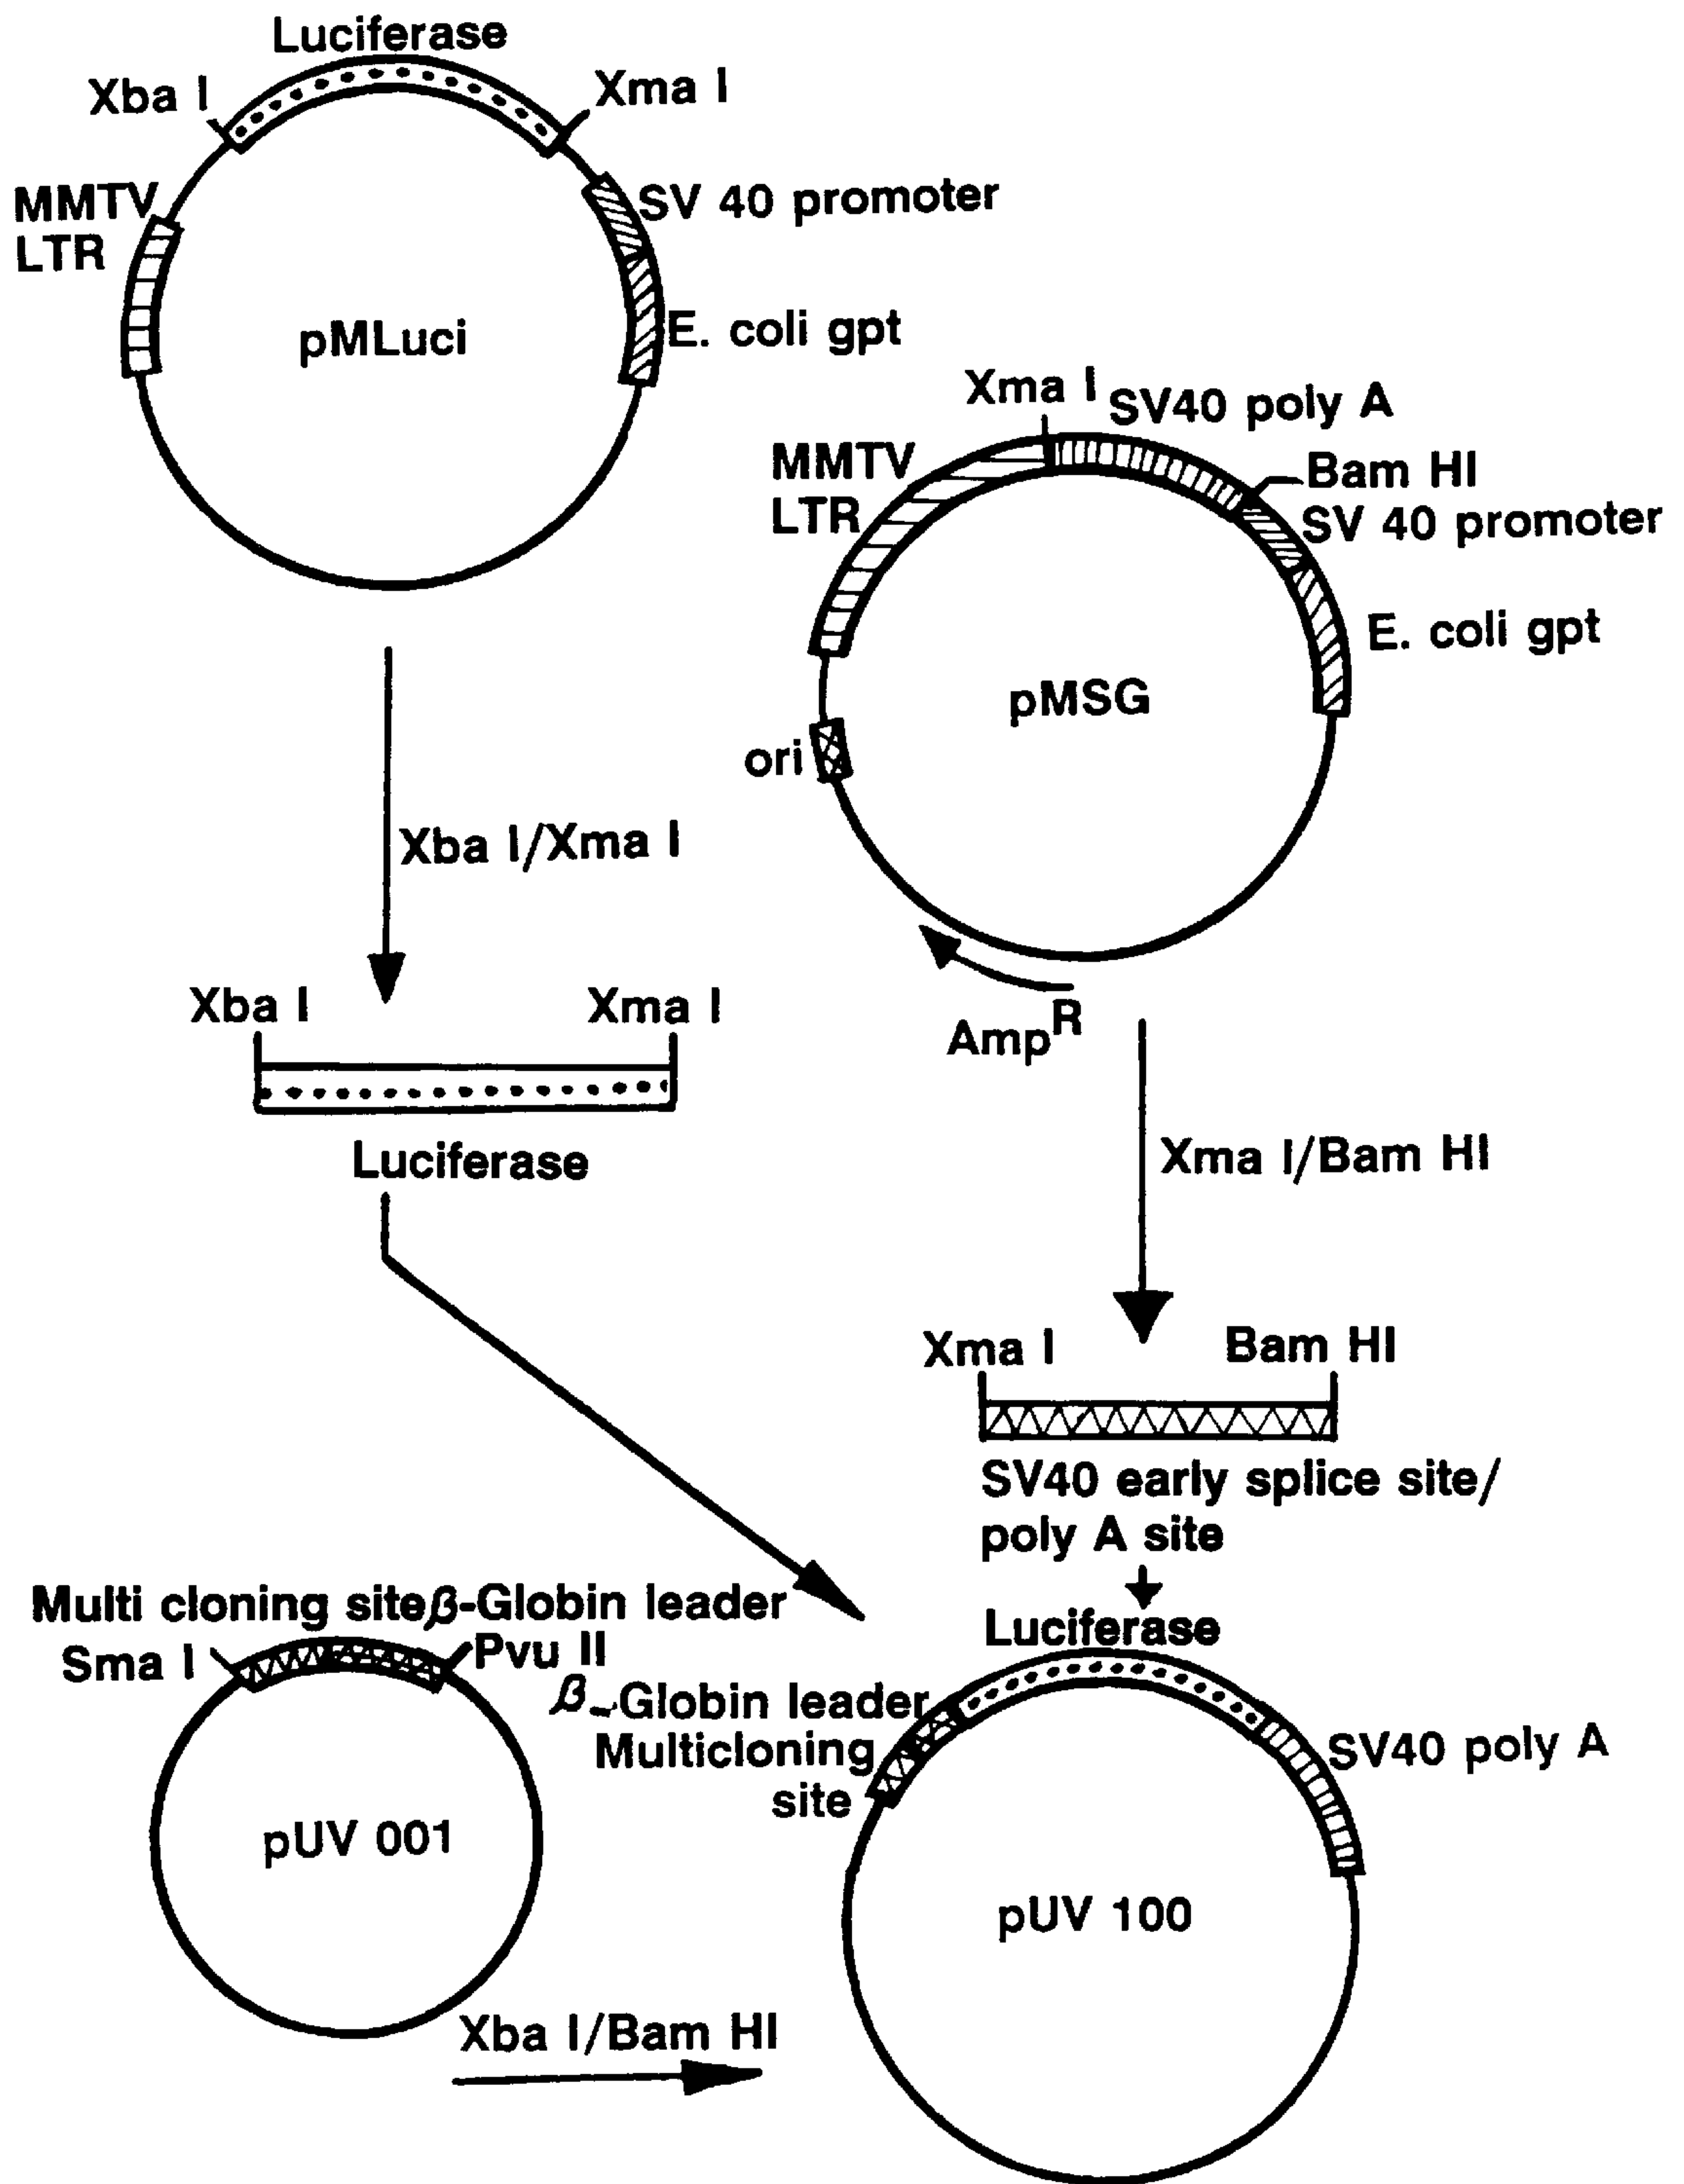 Luciferase
Xba I
Xma I
MMTV
LTR
SV 40 promoter
E. coli gpt
pMLuci
Xma I
SV40 poly A
MMTV
LTR
Bam HI
SV 40 promoter
E. coli gpt
pMSG
ori
Amp R
Xba I/Xma I
Xba I
Xma I
Luciferase
Xma I/Bam HI
Xma I
Bam HI
SV40 early splice site/
poly A site
Multi cloning site β-Globin leader
Sma I
Pvu II
pUV 001
Xba I/Bam HI
Luciferase
β-Globin leader
Multicloning
site
SV40 poly A
pUV 100